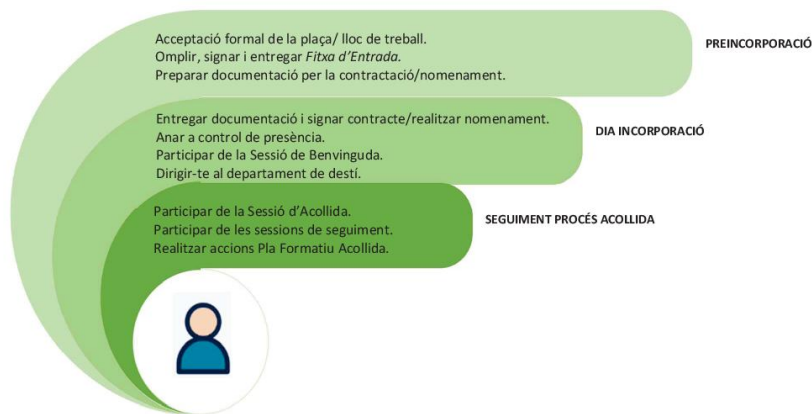 Acceptació formal de la plaça/ lloc de treball.
Omplir, signar i entregar Fitxa d'Entrada.
Preparar documentació per la contractació/nomenament.
PREINCORPORACIÓ
Entregar documentació i signar contracte/realitzar nomenament.
Anar a control de presència.
Participar de la Sessió de Benvinguda.
Dirigir-te al departament de destí.
DIA INCORPORACIÓ
Participar de la Sessió d'Acollida.
Participar de les sessions de seguiment.
Realitzar accions Pla Formatiu Acollida.
SEGUIMENT PROCÉS ACOLLIDA